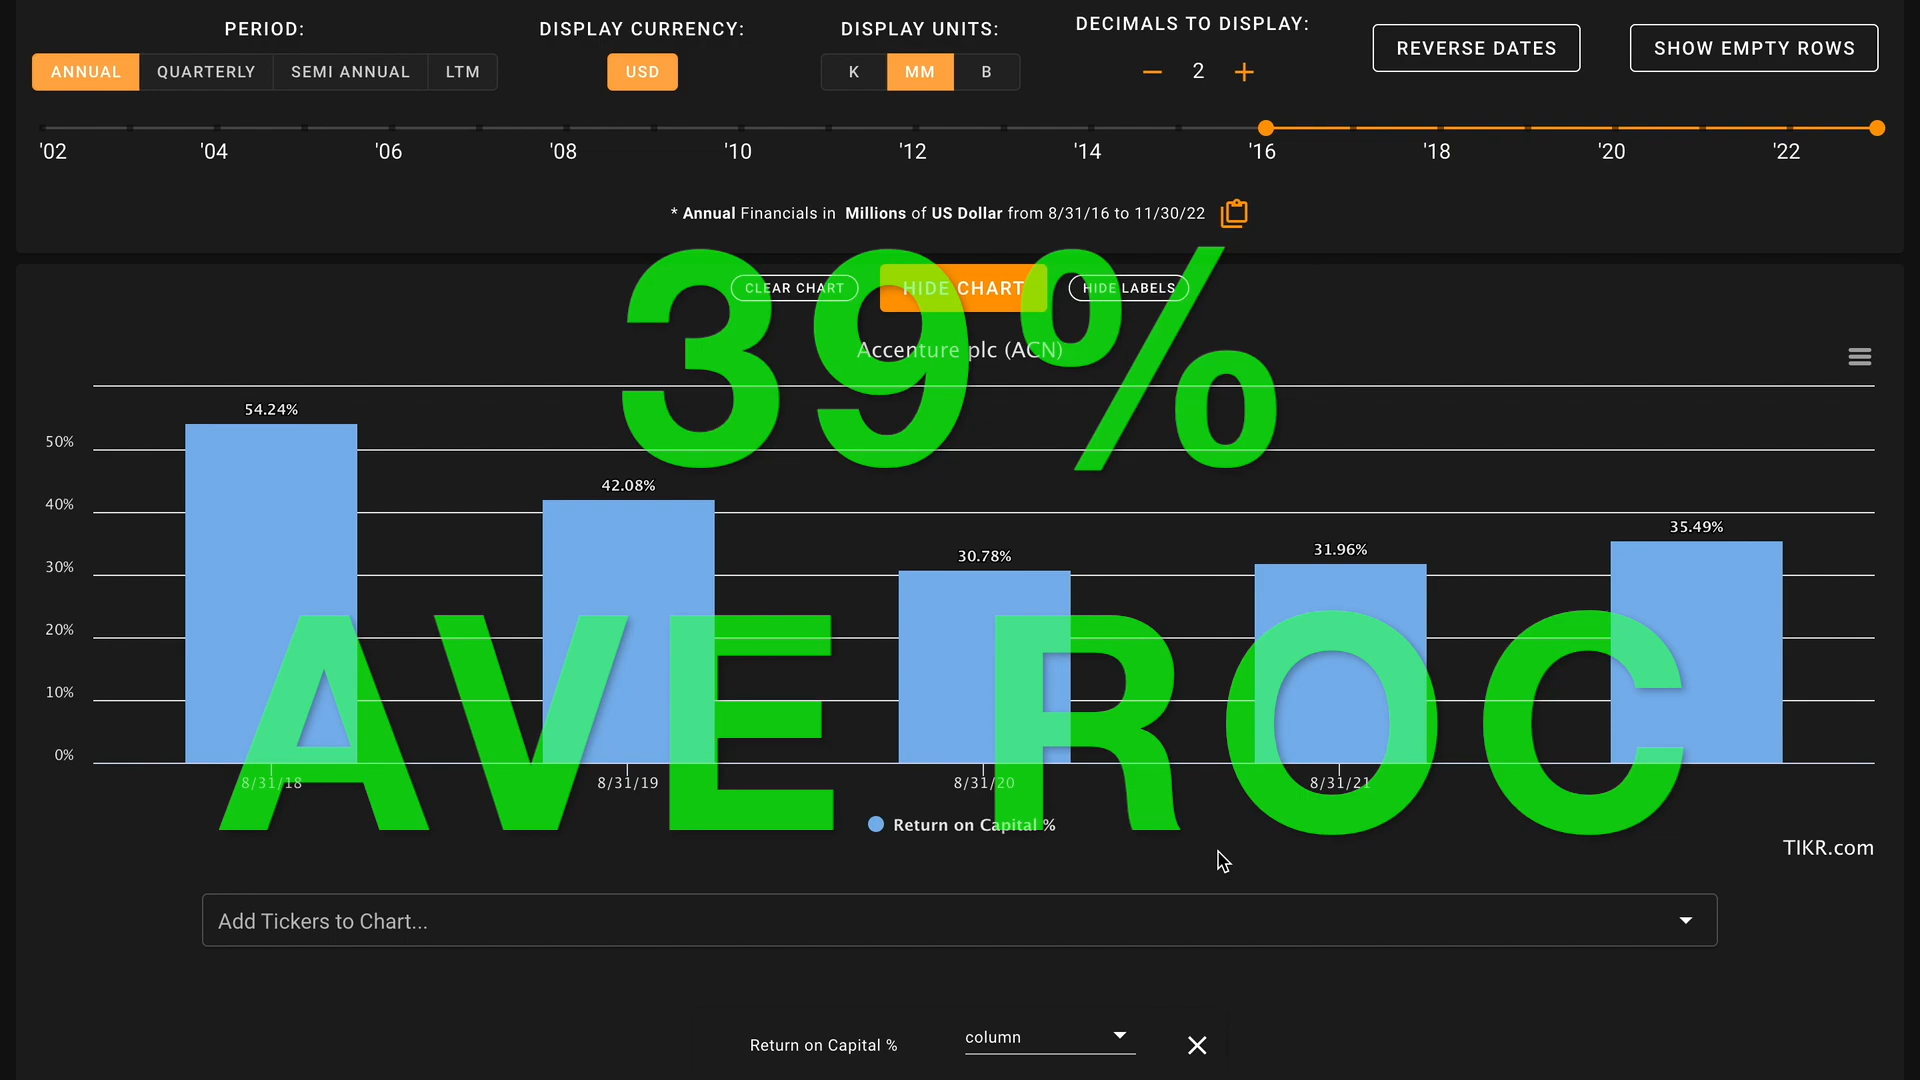 PERIOD:
DISPLAY CURRENCY:
DISPLAY UNITS:
DECIMALS TO DISPLAY:
REVERSE DATES
SHOW EMPTY ROWS
ANNUAL QUARTERLY SEMI ANNUAL LTM
USD
K MM B
− 2 +
'02 '04 '06 '08 '10 '12 '14 '16 '18 '20 '22
* Annual Financials in Millions of US Dollar from 8/31/16 to 11/30/22
CLEAR CHART
HIDE CHART
HIDE LABELS
39%
Accenture plc (ACN)
54.24%
42.08%
30.78%
31.96%
35.49%
50%
40%
30%
20%
10%
0%
AVE ROC
8/31/18 8/31/19 8/31/20 8/31/21
Return on Capital %
TIKR.com
Add Tickers to Chart...
Return on Capital % column